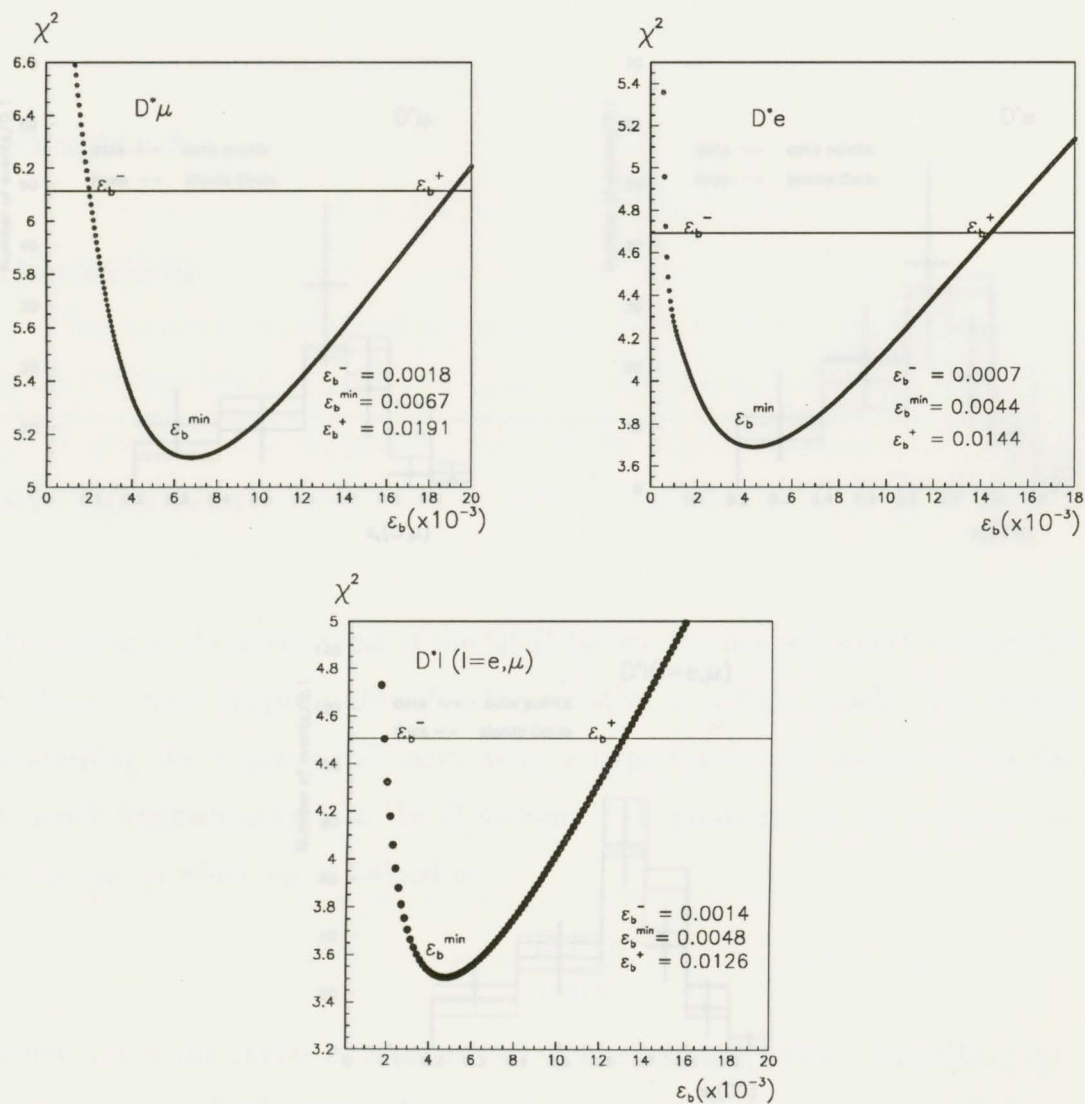 χ²
D*μ
6.6
6.4
6.2
6
5.8
5.6
5.4
5.2
5
ε_b⁻
ε_b⁺
ε_b^min
ε_b⁻ = 0.0018
ε_b^min = 0.0067
ε_b⁺ = 0.0191
0 2 4 6 8 10 12 14 16 18 20
ε_b(x10⁻³)
χ²
D*e
5.4
5.2
5
4.8
4.6
4.4
4.2
4
3.8
3.6
ε_b⁻
ε_b⁺
ε_b^min
ε_b⁻ = 0.0007
ε_b^min = 0.0044
ε_b⁺ = 0.0144
0 2 4 6 8 10 12 14 16 18
ε_b(x10⁻³)
χ²
D*l (l=e,μ)
5
4.8
4.6
4.4
4.2
4
3.8
3.6
3.4
3.2
ε_b⁻
ε_b⁺
ε_b^min
ε_b⁻ = 0.0014
ε_b^min = 0.0048
ε_b⁺ = 0.0126
2 4 6 8 10 12 14 16 18 20
ε_b(x10⁻³)